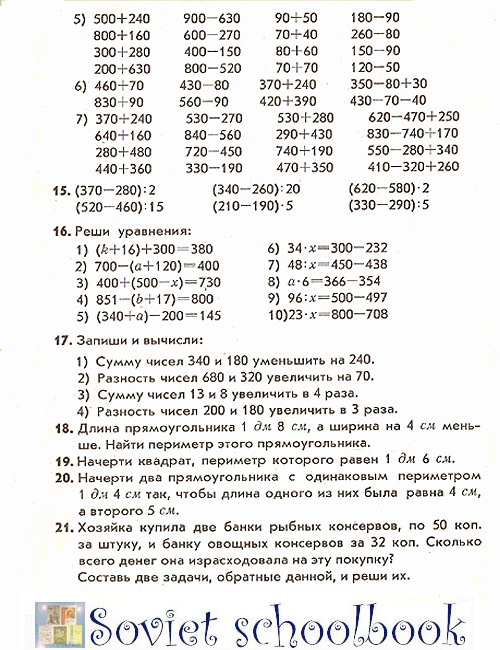 5) 500+240 900−630 90+50 180−90
800+160 600−270 70+40 260−80
300+280 400−150 80+60 150−90
200+630 800−520 70+70 120−50
6) 460+70 430−80 370+240 350−80+30
830+90 560−90 420+390 430−70−40
7) 370+240 530−270 530+280 620−470+250
640+160 840−560 290+430 830−740+170
280+480 720−450 740+190 550−280+340
440+360 330−190 470+350 410−320+260
15. (370−280):2 (340−260):20 (620−580)·2
(520−460):15 (210−190)·5 (330−290):5
16. Реши уравнения:
1) (k+16)+300=380 6) 34·x=300−232
2) 700−(a+120)=400 7) 48:x=450−438
3) 400+(500−x)=730 8) a·6=366−354
4) 851−(b+17)=800 9) 96:x=500−497
5) (340+a)−200=145 10)23·x=800−708
17. Запиши и вычисли:
1) Сумму чисел 340 и 180 уменьшить на 240.
2) Разность чисел 680 и 320 увеличить на 70.
3) Сумму чисел 13 и 8 увеличить в 4 раза.
4) Разность чисел 200 и 180 увеличить в 3 раза.
18. Длина прямоугольника 1 дм 8 см, а ширина на 4 см мень-
ше. Найти периметр этого прямоугольника.
19. Начерти квадрат, периметр которого равен 1 дм 6 см.
20. Начерти два прямоугольника с одинаковым периметром
1 дм 4 см так, чтобы длина одного из них была равна 4 см,
а второго 5 см.
21. Хозяйка купила две банки рыбных консервов, по 50 коп.
за штуку, и банку овощных консервов за 32 коп. Сколько
всего денег она израсходовала на эту покупку?
Составь две задачи, обратные данной, и реши их.
Soviet schoolbook